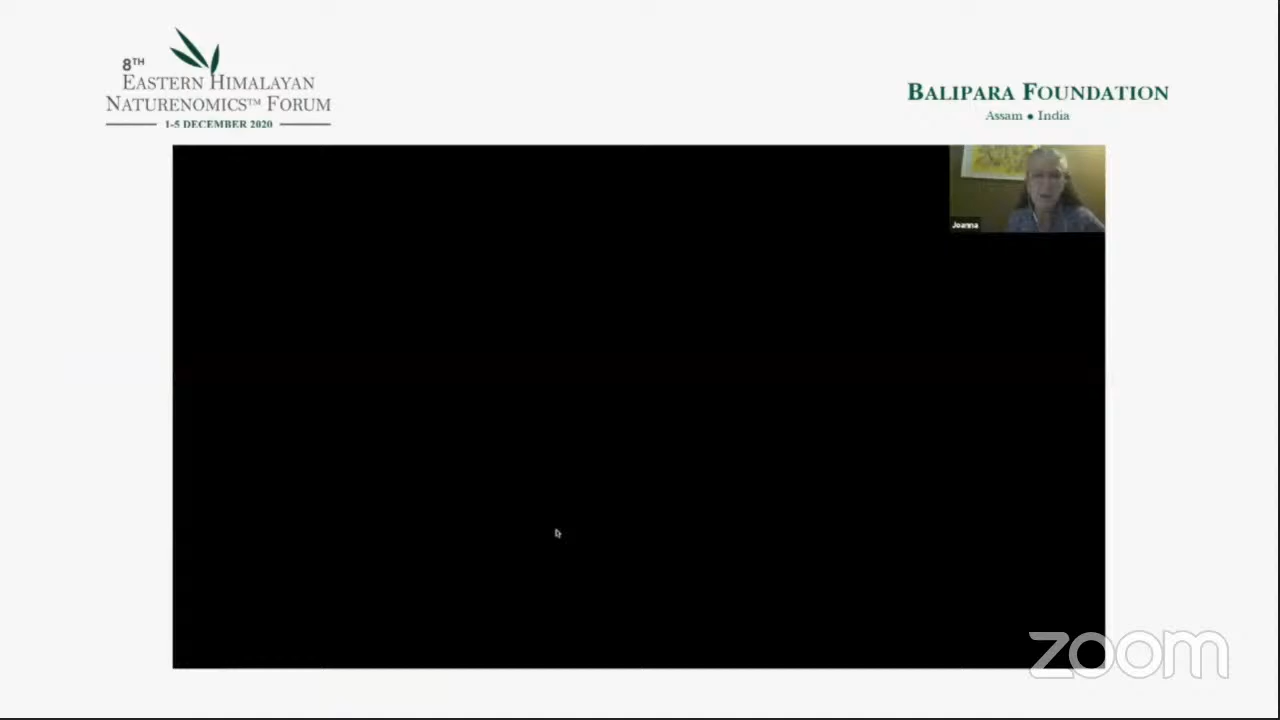 8TH
EASTERN HIMALAYAN
NATURENOMICS™ FORUM
1-5 DECEMBER 2020
BALIPARA FOUNDATION
Assam ● India
Joanna
zoom